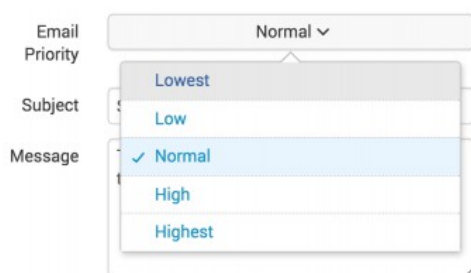 Email
Priority
Normal
Lowest
Subject
S
Low
Message
Normal
High
Highest